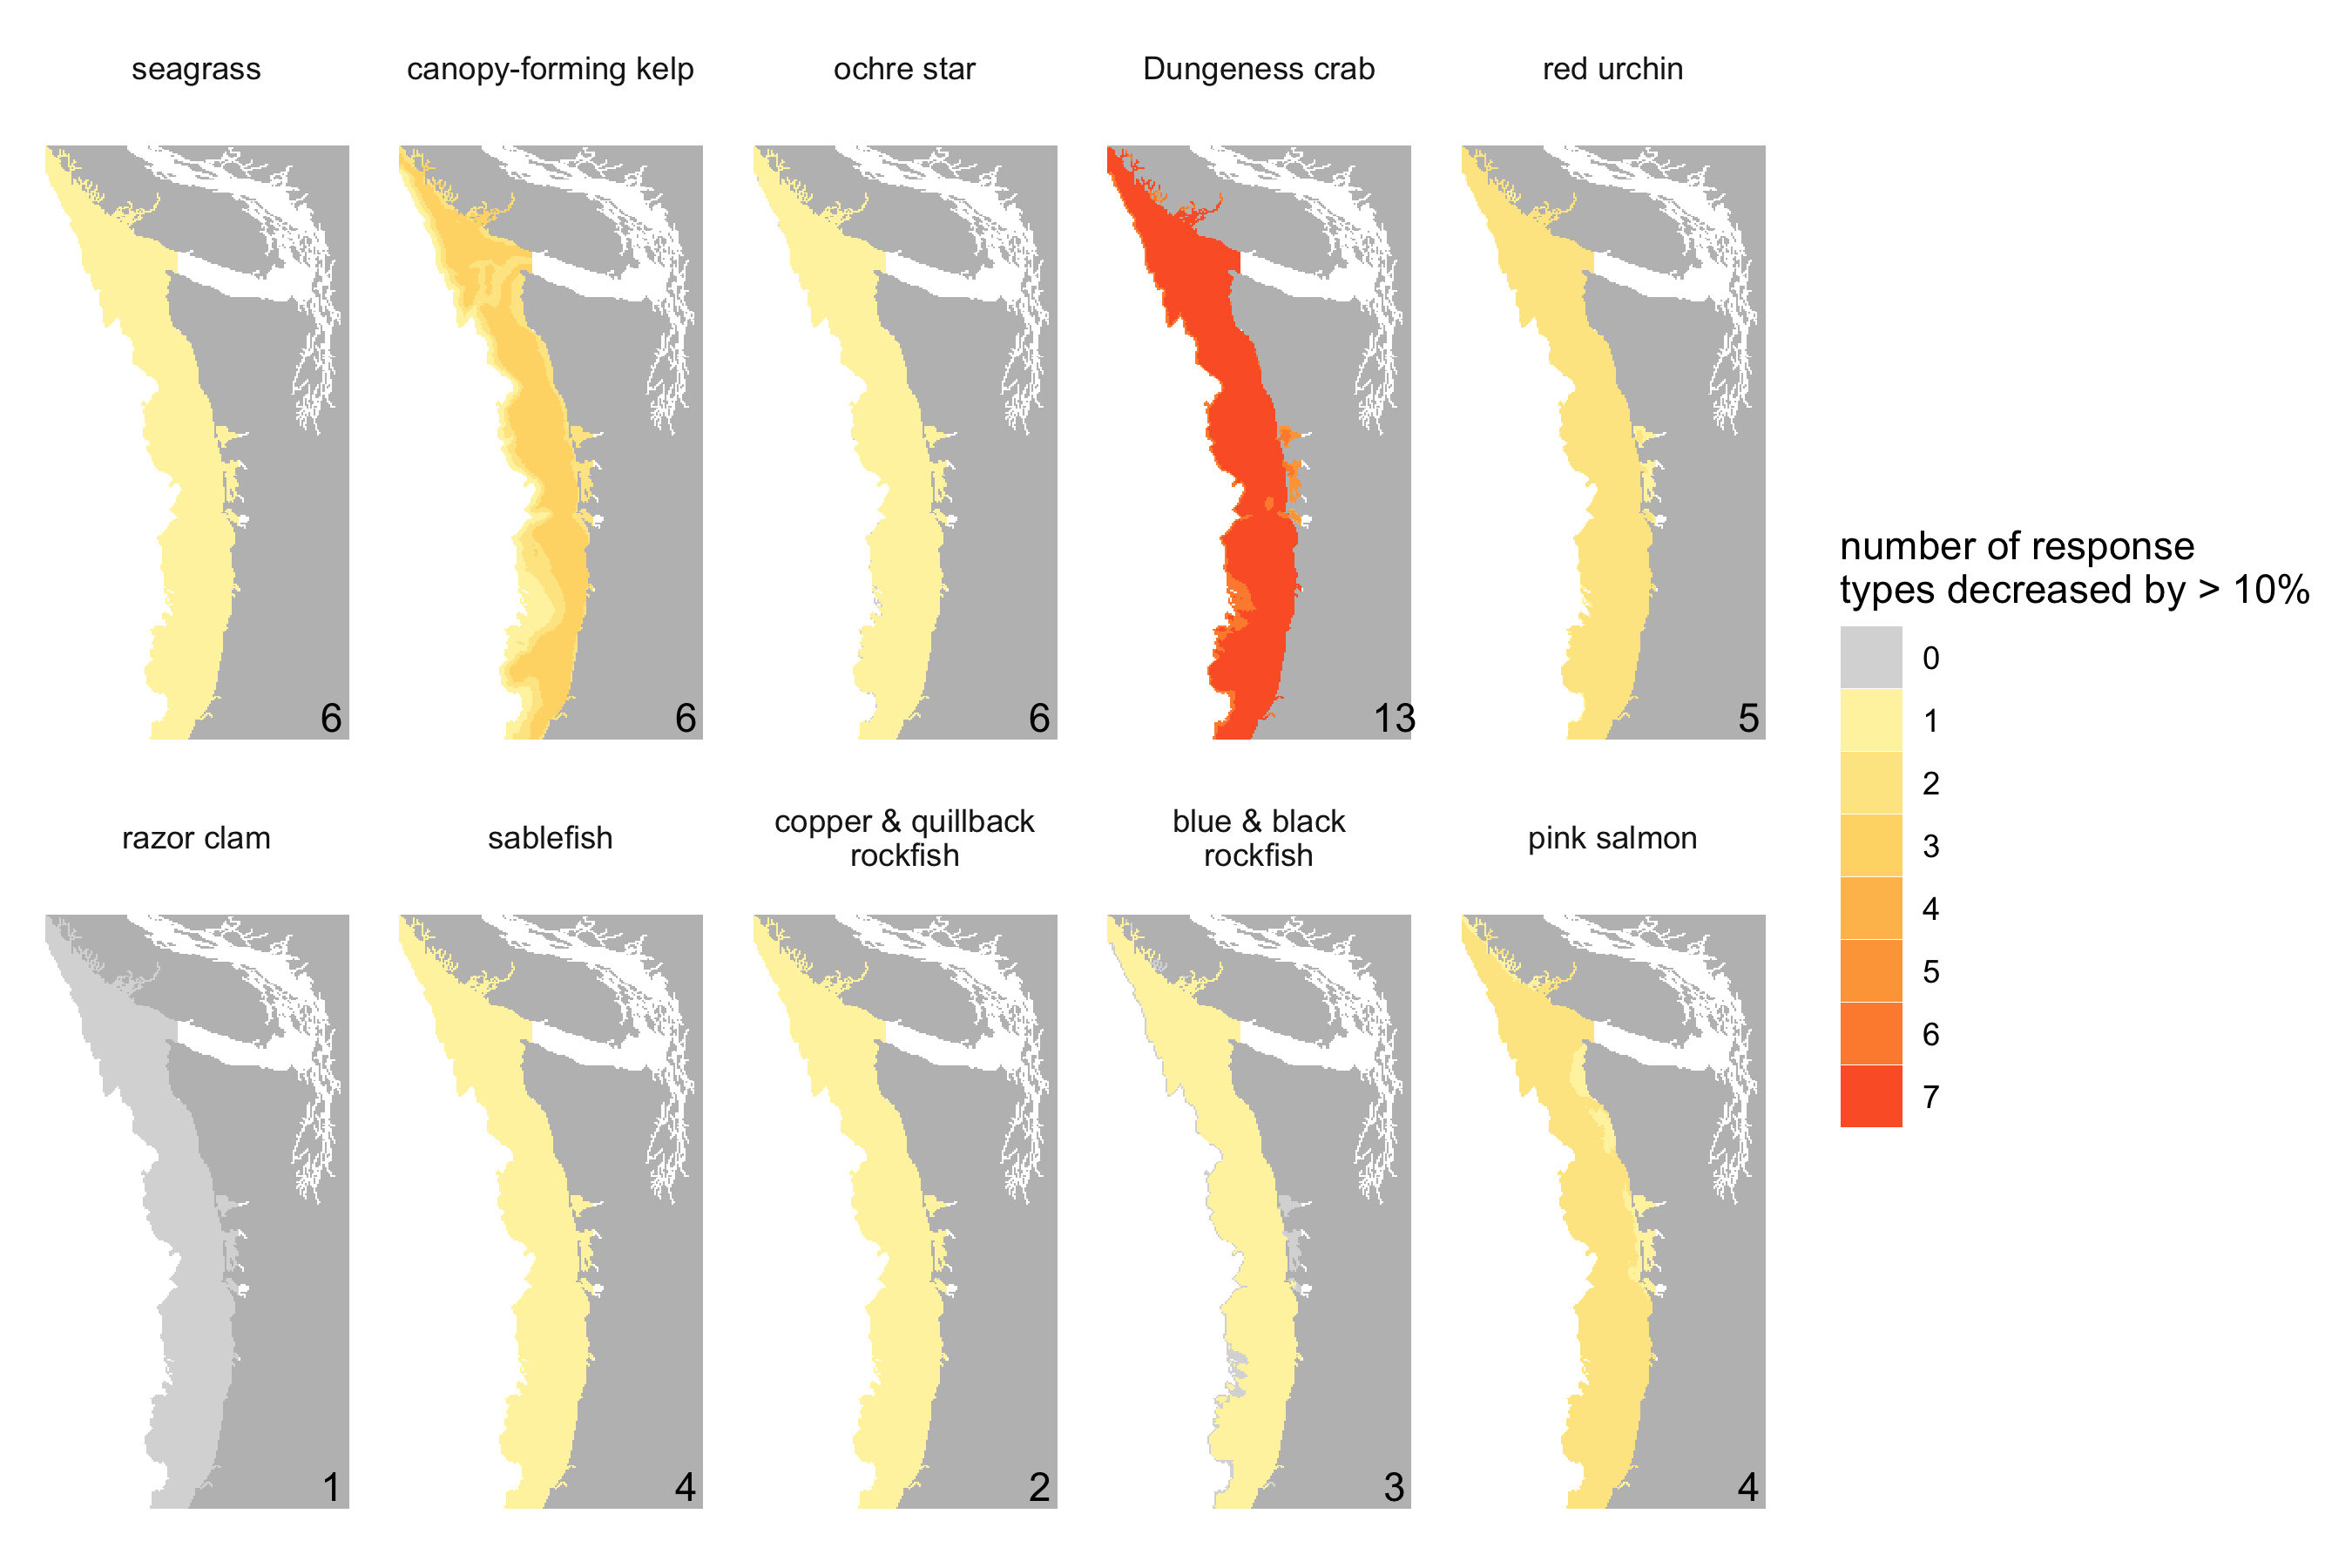 seagrass
canopy-forming kelp
ochre star
Dungeness crab
red urchin
6
6
6
13
5
razor clam
sablefish
copper & quillback
rockfish
blue & black
rockfish
pink salmon
1
4
2
3
4
number of response
types decreased by > 10%
0
1
2
3
4
5
6
7